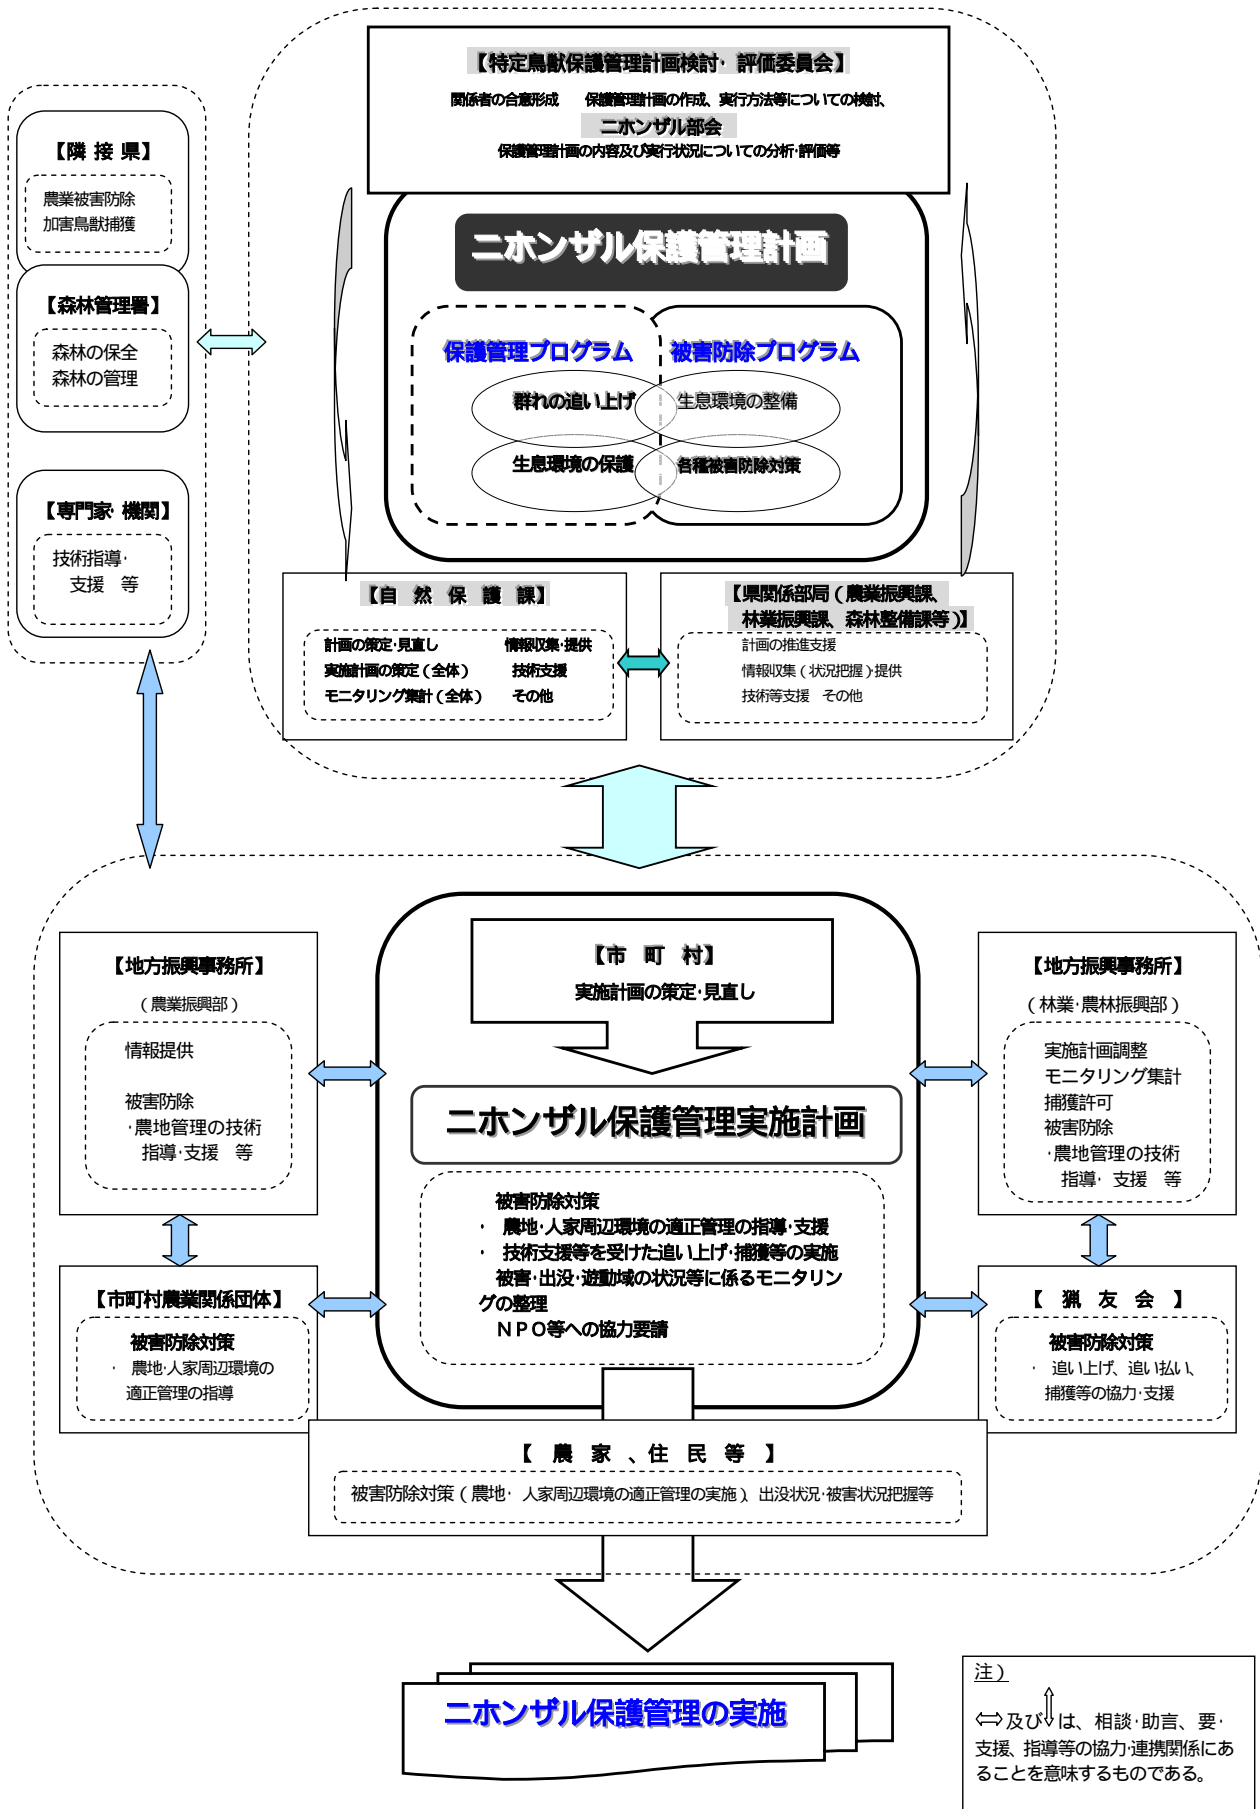 【特定鳥獣保護管理計画検討・ 評価委員会】
関係者の合意形成 保護管理計画の作成、実行方法等についての検討、
ニホンザル部会
保護管理計画の内容及び実行状況についての分析・評価等
【隣 接 県】
農業被害防除
加害鳥獣捕獲
【森林管理署】
森林の保全
森林の管理
【専門家・ 機関】
技術指導・
支援 等
ニホンザル保護管理計画
保護管理プログラム
被害防除プログラム
群れの追い上げ
生息環境の整備
生息環境の保護
各種被害防除対策
【自 然 保 護 課】
計画の策定・見直し 情報収集・提供
実施計画の策定（全体） 技術支援
モニタリング集計（全体） その他
【県関係部局（農業振興課、
林業振興課、森林整備課等）】
計画の推進支援
情報収集（状況把握）・提供
技術等支援 その他
【地方振興事務所】
（農業振興部）
情報提供
被害防除
・農地管理の技術
指導・支援 等
【市 町 村】
実施計画の策定・見直し
ニホンザル保護管理実施計画
被害防除対策
・ 農地・人家周辺環境の適正管理の指導・支援
・ 技術支援等を受けた追い上げ・捕獲等の実施
被害・出没・遊動域の状況等に係るモニタリン
グの整理
ＮＰＯ等への協力要請
【地方振興事務所】
（林業・農林振興部）
実施計画調整
モニタリング集計
捕獲許可
被害防除
・農地管理の技術
指導・ 支援 等
【市町村農業関係団体】
被害防除対策
・ 農地・人家周辺環境の
適正管理の指導
【 猟 友 会 】
被害防除対策
・ 追い上げ、追い払い、
捕獲等の協力・支援
【 農 家 、住 民 等 】
被害防除対策（農地・ 人家周辺環境の適正管理の実施）、出没状況・被害状況把握等
ニホンザル保護管理の実施
注）
⇔及び⇕は、相談・助言、要・
支援、指導等の協力・連携関係にあ
ることを意味するものである。